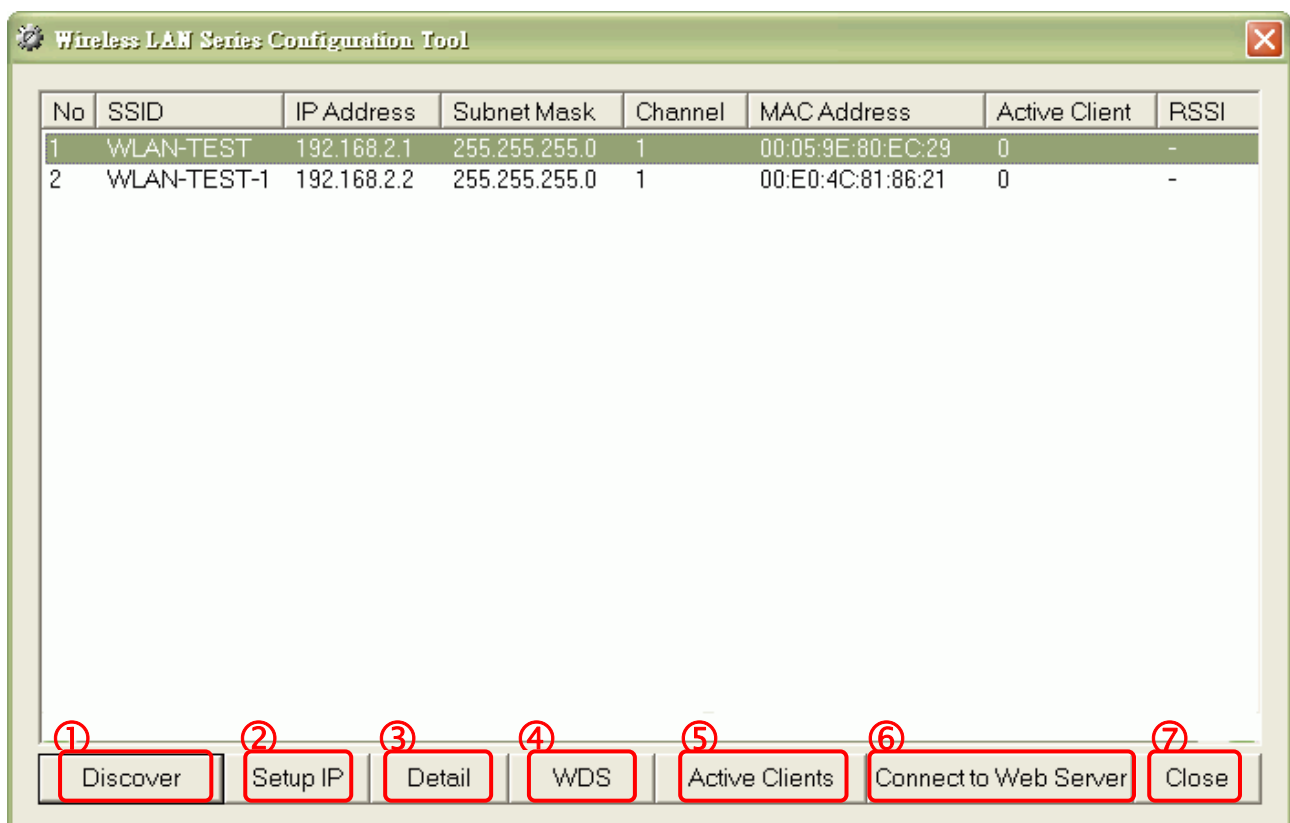 Wireless LAN Series Configuration Tool
No SSID IP Address Subnet Mask Channel MAC Address Active Client RSSI
1 WLAN-TEST 192.168.2.1 255.255.255.0 1 00:05:9E:80:EC:29 0 -
2 WLAN-TEST-1 192.168.2.2 255.255.255.0 1 00:E0:4C:81:86:21 0 -
① ② ③ ④ ⑤ ⑥ ⑦
Discover Setup IP Detail WDS Active Clients Connect to Web Server Close